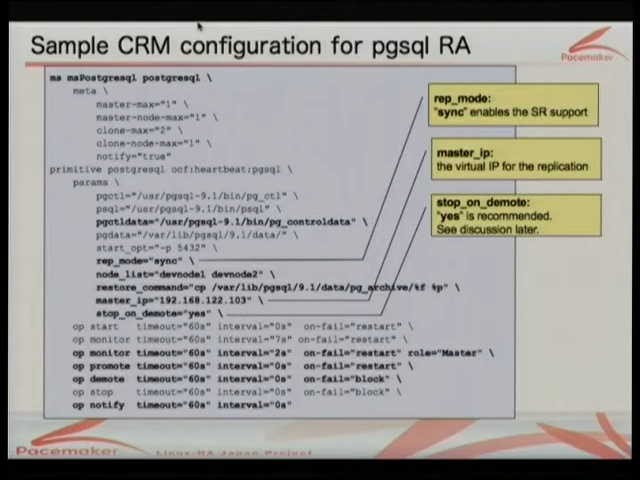 Sample CRM configuration for pgsql RA
Pacemaker
ms msPostgresql postgresql \
meta \
master-max="1" \
master-node-max="1" \
clone-max="2" \
clone-node-max="1" \
notify="true"
primitive postgresql ocf:heartbeat:pgsql \
params \
pgctl="/usr/pgsql-9.1/bin/pg_ctl" \
psql="/usr/pgsql-9.1/bin/psql" \
pgctldata="/usr/pgsql-9.1/bin/pg_controldata" \
pgdata="/var/lib/pgsql/9.1/data/" \
start_opt="-p 5432" \
rep_mode="sync" \
node_list="devnode1 devnode2" \
restore_command="cp /var/lib/pgsql/9.1/data/pg_archive/%f %p" \
master_ip="192.168.122.103" \
stop_on_demote="yes" \
op start timeout="60s" interval="0s" on-fail="restart" \
op monitor timeout="60s" interval="7s" on-fail="restart" \
op monitor timeout="60s" interval="2s" on-fail="restart" role="Master" \
op promote timeout="60s" interval="0s" on-fail="restart" \
op demote timeout="60s" interval="0s" on-fail="block" \
op stop timeout="60s" interval="0s" on-fail="block" \
op notify timeout="60s" interval="0s"
rep_mode:
"sync" enables the SR support
master_ip:
the virtual IP for the replication
stop_on_demote:
"yes" is recommended.
See discussion later.
Pacemaker
Linux-HA Japan Project